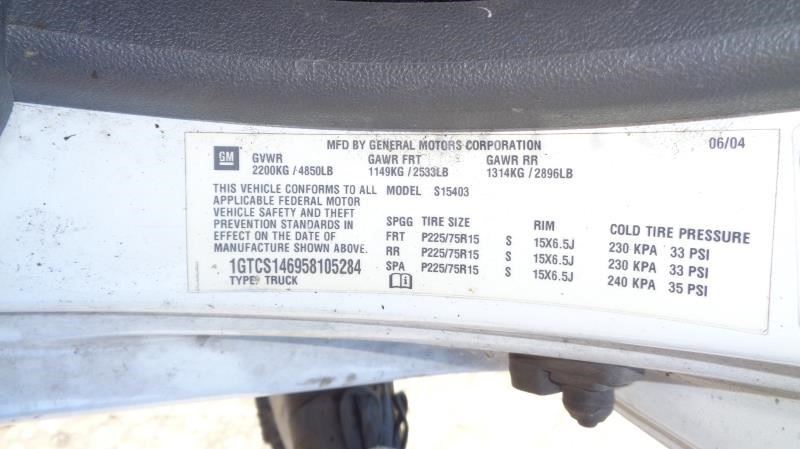 MFD BY GENERAL MOTORS CORPORATION 06/04
GM GVWR GAWR FRT GAWR RR
2200KG / 4850LB 1149KG / 2533LB 1314KG / 2896LB
THIS VEHICLE CONFORMS TO ALL
APPLICABLE FEDERAL MOTOR
VEHICLE SAFETY AND THEFT
PREVENTION STANDARDS IN
EFFECT ON THE DATE OF
MANUFACTURE SHOWN ABOVE.
1GTCS146958105284
TYPE: TRUCK
MODEL S15403
SPGG TIRE SIZE RIM COLD TIRE PRESSURE
FRT P225/75R15 S 15X6.5J 230 KPA 33 PSI
RR P225/75R15 S 15X6.5J 230 KPA 33 PSI
SPA P225/75R15 S 15X6.5J 240 KPA 35 PSI